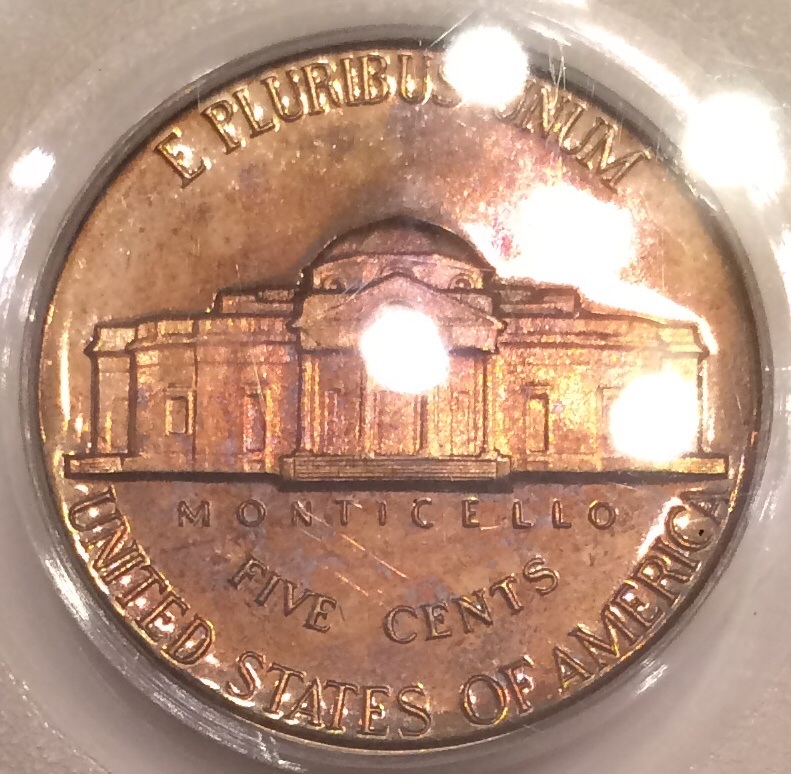 E PLURIBUS UNUM
MONTICELLO
FIVE CENTS
UNITED STATES OF AMERICA